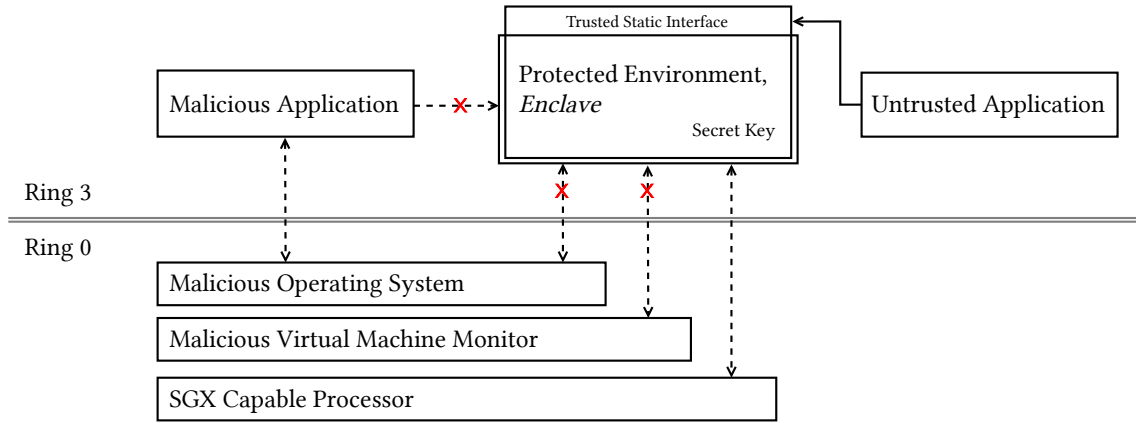 Trusted Static Interface
Protected Environment,
Enclave
Secret Key
Malicious Application
X
Untrusted Application
Ring 3
X
X
Ring 0
Malicious Operating System
Malicious Virtual Machine Monitor
SGX Capable Processor